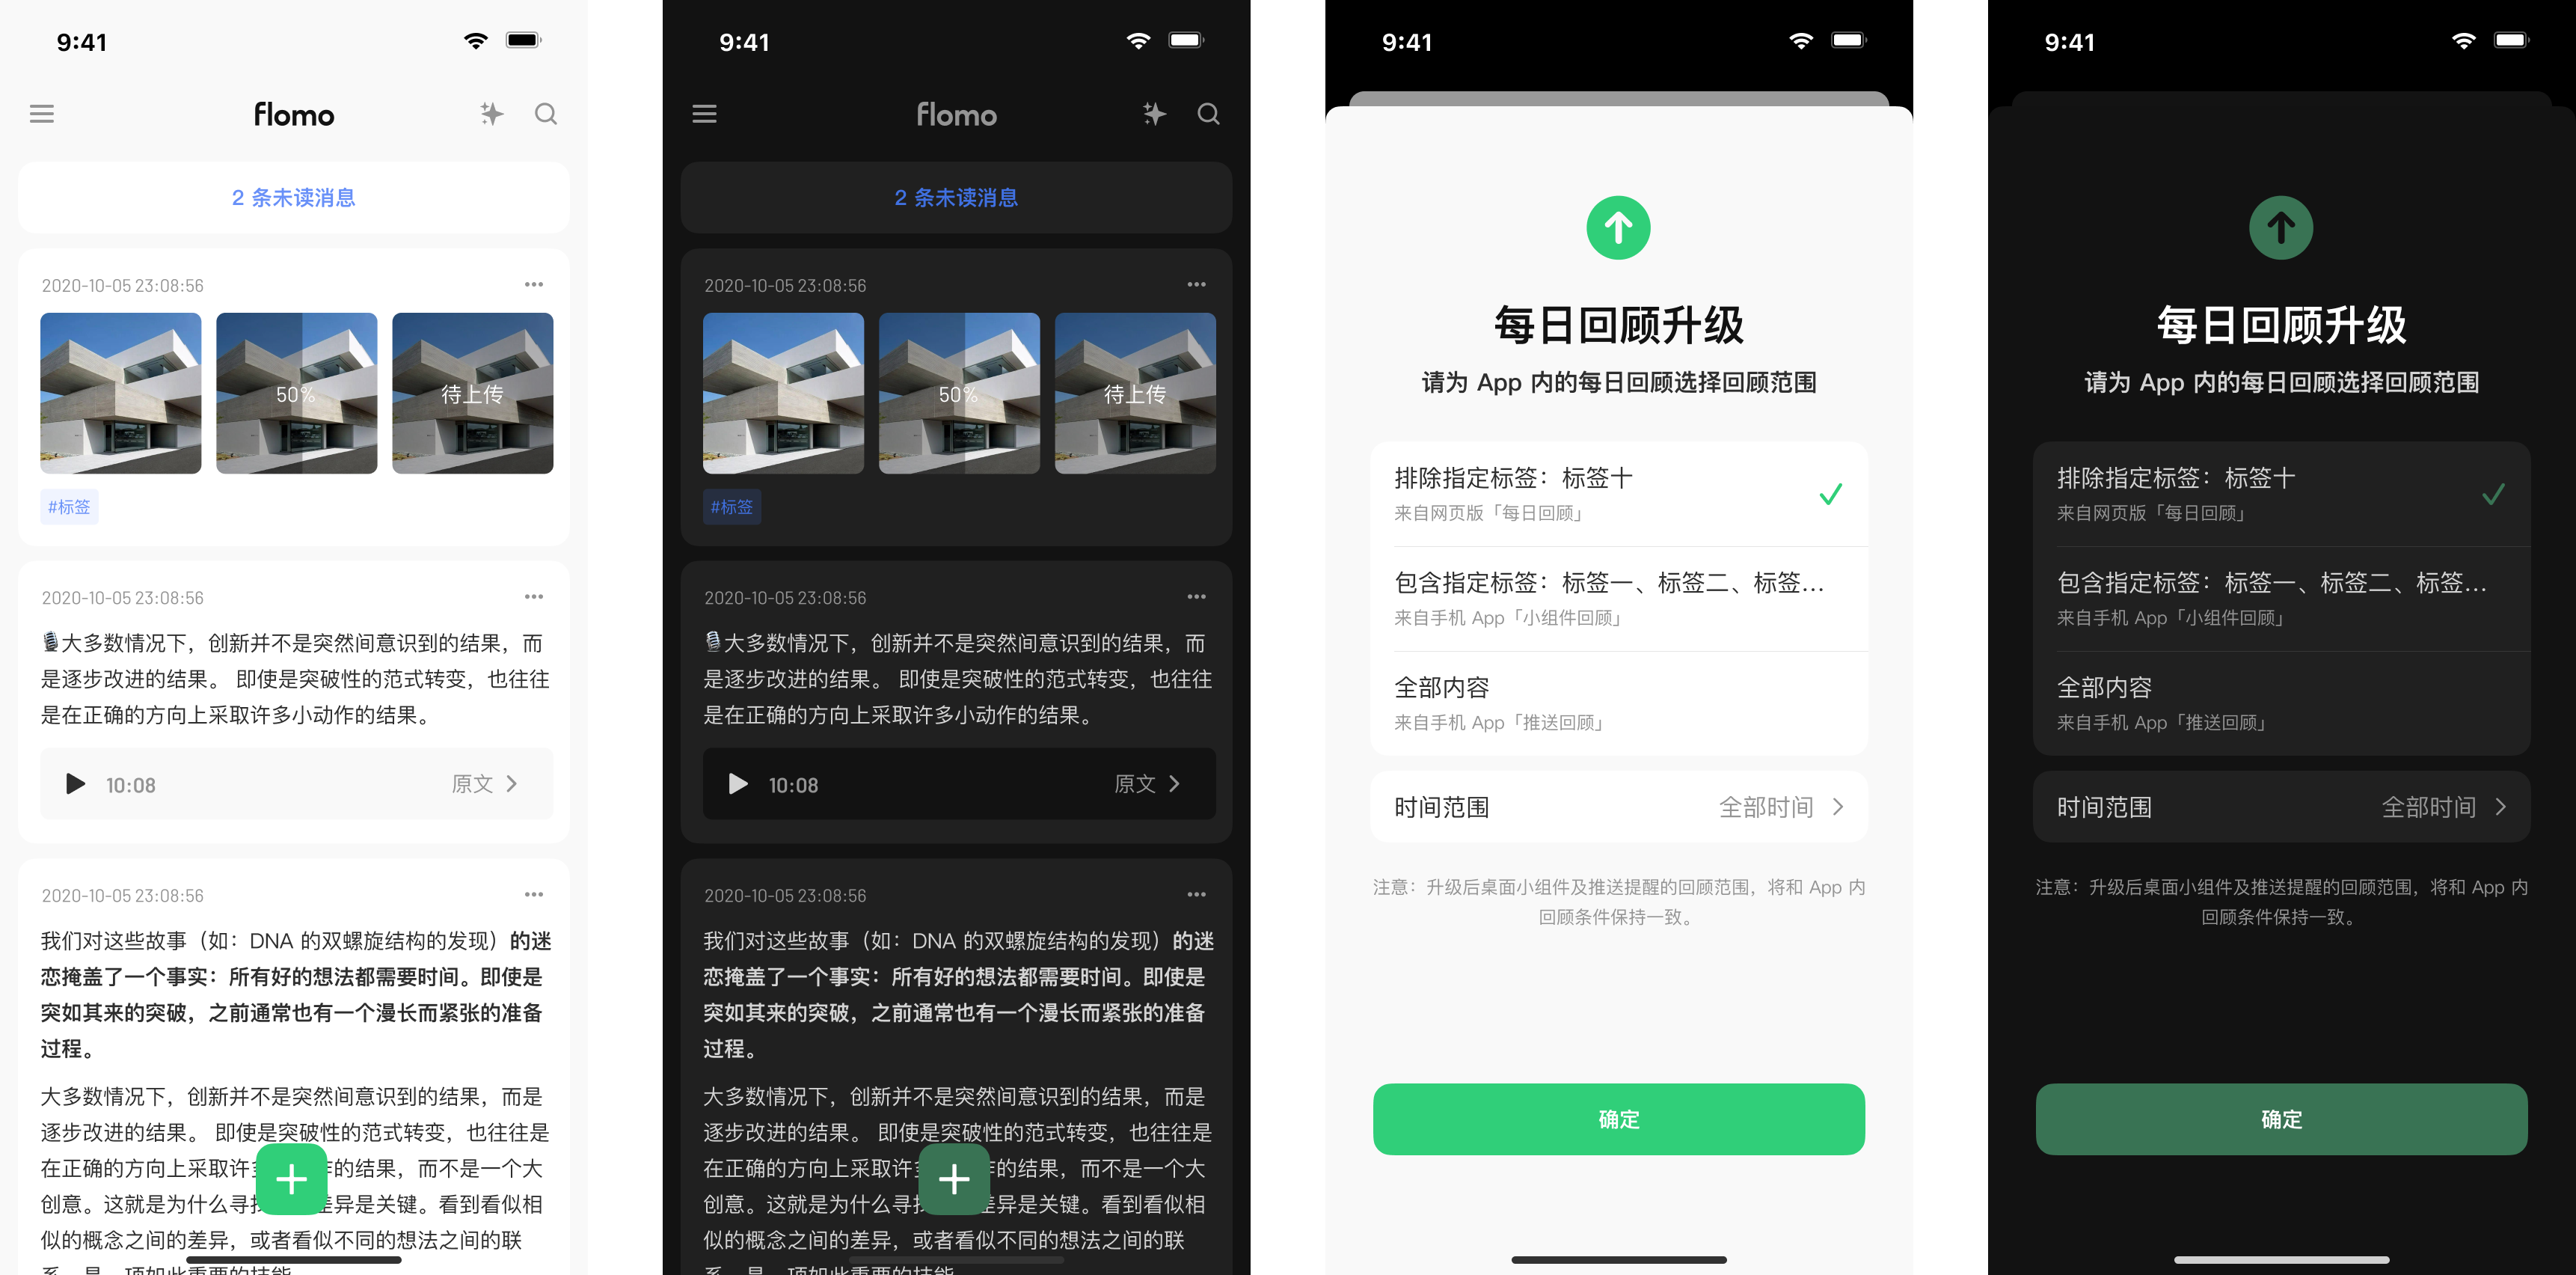 9:41
flomo
2 条未读消息
2020-10-05 23:08:56
50%
待上传
#标签
2020-10-05 23:08:56
🎙大多数情况下，创新并不是突然间意识到的结果，而
是逐步改进的结果。 即使是突破性的范式转变，也往往
是在正确的方向上采取许多小动作的结果。
10:08
原文
2020-10-05 23:08:56
我们对这些故事（如：DNA 的双螺旋结构的发现）的迷
恋掩盖了一个事实：所有好的想法都需要时间。即使是
突如其来的突破，之前通常也有一个漫长而紧张的准备
过程。
大多数情况下，创新并不是突然间意识到的结果，而是
逐步改进的结果。 即使是突破性的范式转变，也往往是
在正确的方向上采取许 的结果，而不是一个大
创意。这就是为什么寻 差异是关键。看到看似相
似的概念之间的差异，或者看似不同的想法之间的联
9:41
flomo
2 条未读消息
2020-10-05 23:08:56
50%
待上传
#标签
2020-10-05 23:08:56
🎙大多数情况下，创新并不是突然间意识到的结果，而
是逐步改进的结果。 即使是突破性的范式转变，也往往
是在正确的方向上采取许多小动作的结果。
10:08
原文
2020-10-05 23:08:56
我们对这些故事（如：DNA 的双螺旋结构的发现）的迷
恋掩盖了一个事实：所有好的想法都需要时间。即使是
突如其来的突破，之前通常也有一个漫长而紧张的准备
过程。
大多数情况下，创新并不是突然间意识到的结果，而是
逐步改进的结果。 即使是突破性的范式转变，也往往是
在正确的方向上采取许 的结果，而不是一个大
创意。这就是为什么寻 差异是关键。看到看似相
似的概念之间的差异，或者看似不同的想法之间的联
9:41
每日回顾升级
请为 App 内的每日回顾选择回顾范围
排除指定标签：标签十
来自网页版「每日回顾」
包含指定标签：标签一、标签二、标签...
来自手机 App「小组件回顾」
全部内容
来自手机 App「推送回顾」
时间范围
全部时间
注意：升级后桌面小组件及推送提醒的回顾范围，将和 App 内
回顾条件保持一致。
确定
9:41
每日回顾升级
请为 App 内的每日回顾选择回顾范围
排除指定标签：标签十
来自网页版「每日回顾」
包含指定标签：标签一、标签二、标签...
来自手机 App「小组件回顾」
全部内容
来自手机 App「推送回顾」
时间范围
全部时间
注意：升级后桌面小组件及推送提醒的回顾范围，将和 App 内
回顾条件保持一致。
确定